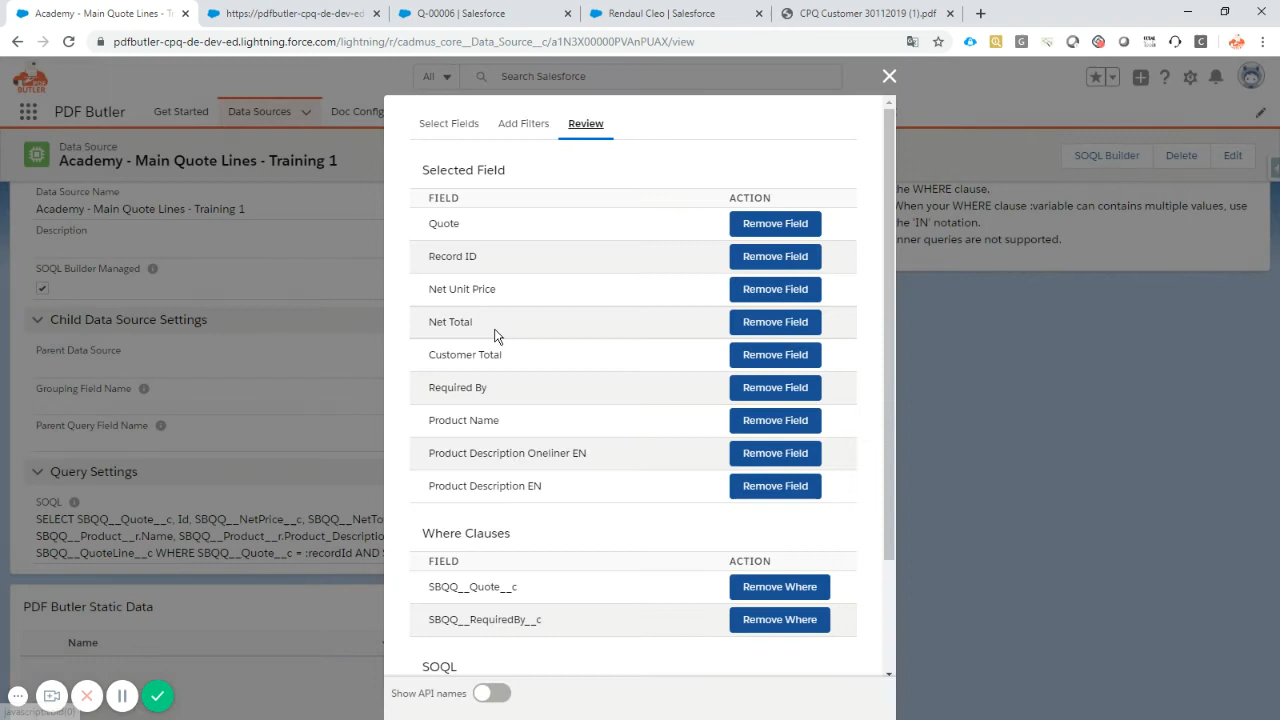 Academy - Main Quote Lines - T
https://pdfbutler-cpq-de-dev-ed
Q-00006 | Salesforce
Rendaul Cleo | Salesforce
CPQ Customer 30112019 (1).pdf
pdfbutler-cpq-de-dev-ed.lightning.force.com/lightning/r/cadmus_core__Data_Source__c/a1N3X00000PVAnPUAX/view
BUTLER
All
Search Salesforce
PDF Butler
Get Started
Data Sources
Doc Config
Data Source
Academy - Main Quote Lines - Training 1
SOQL Builder
Delete
Edit
Data Source Name
Academy - Main Quote Lines - Training 1
Description
SOQL Builder Managed
Child Data Source Settings
Parent Data Source
Grouping Field Name
Parent Query Field Name
Query Settings
SOQL
SELECT SBQQ__Quote__c, Id, SBQQ__NetPrice__c, SBQQ__NetTo
SBQQ__Product__r.Name, SBQQ__Product__r.Product_Descriptio
SBQQ__QuoteLine__c WHERE SBQQ__Quote__c = :recordId AND S
PDF Butler Static Data
Name
Select Fields
Add Filters
Review
Selected Field
FIELD
ACTION
Quote
Remove Field
Record ID
Remove Field
Net Unit Price
Remove Field
Net Total
Remove Field
Customer Total
Remove Field
Required By
Remove Field
Product Name
Remove Field
Product Description Oneliner EN
Remove Field
Product Description EN
Remove Field
Where Clauses
FIELD
ACTION
SBQQ__Quote__c
Remove Where
SBQQ__RequiredBy__c
Remove Where
SOQL
Show API names
the WHERE clause.
When your WHERE clause :variable can contains multiple values, use
he 'IN' notation.
nner queries are not supported.
javascript:void(0)